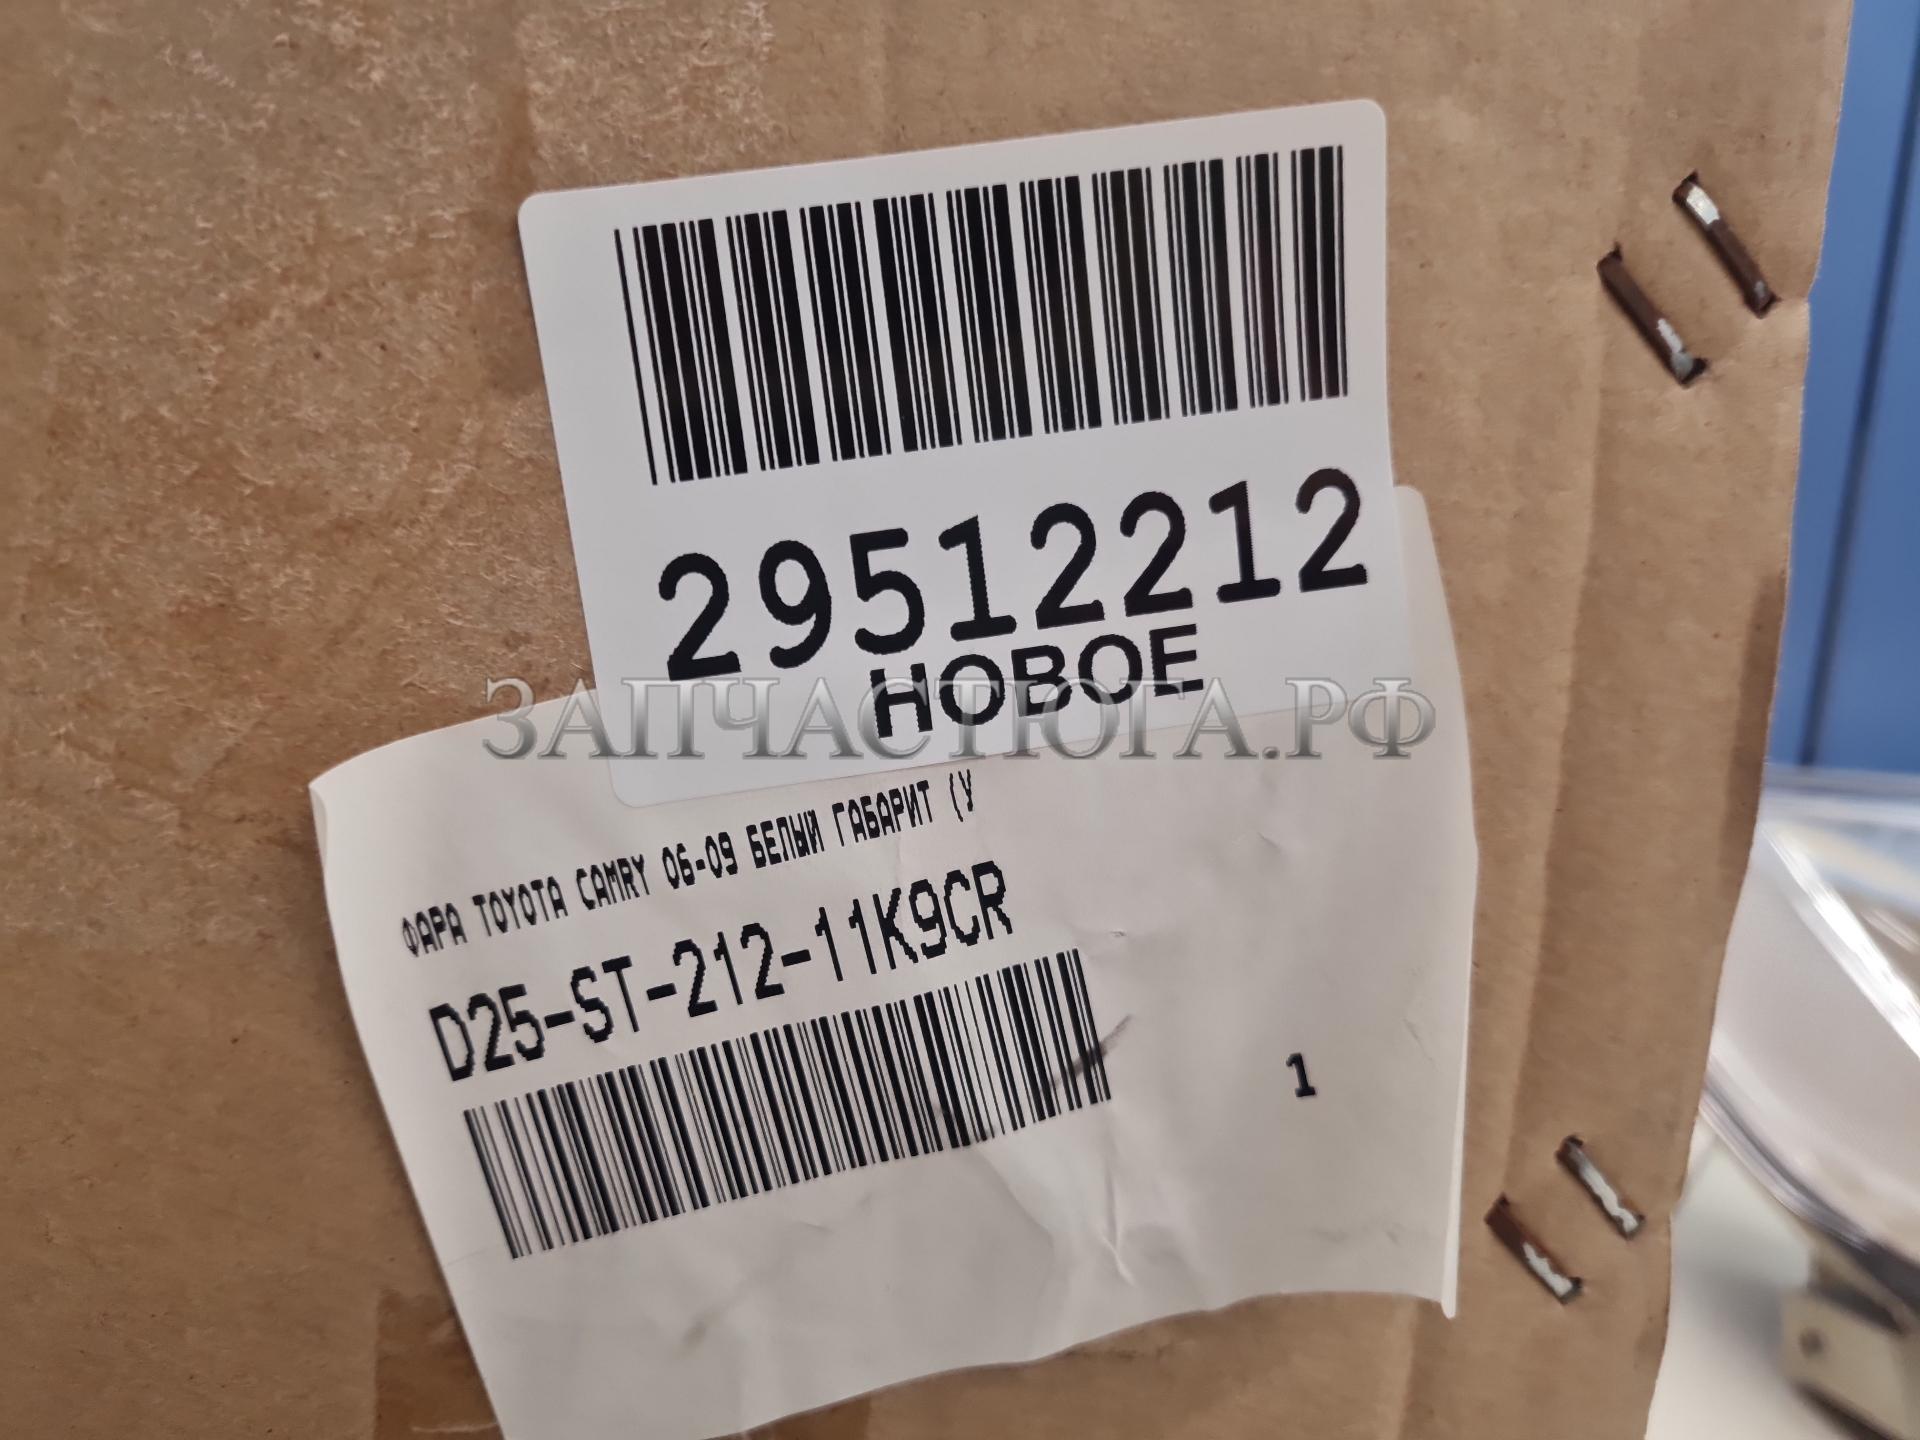 29512212
НОВОЕ
ЗАПЧАСТЮГА.РФ
ФАРА TOYOTA CAMRY 06-09 БЕЛЫЙ ГАБАРИТ (У
D25-ST-212-11K9CR
1